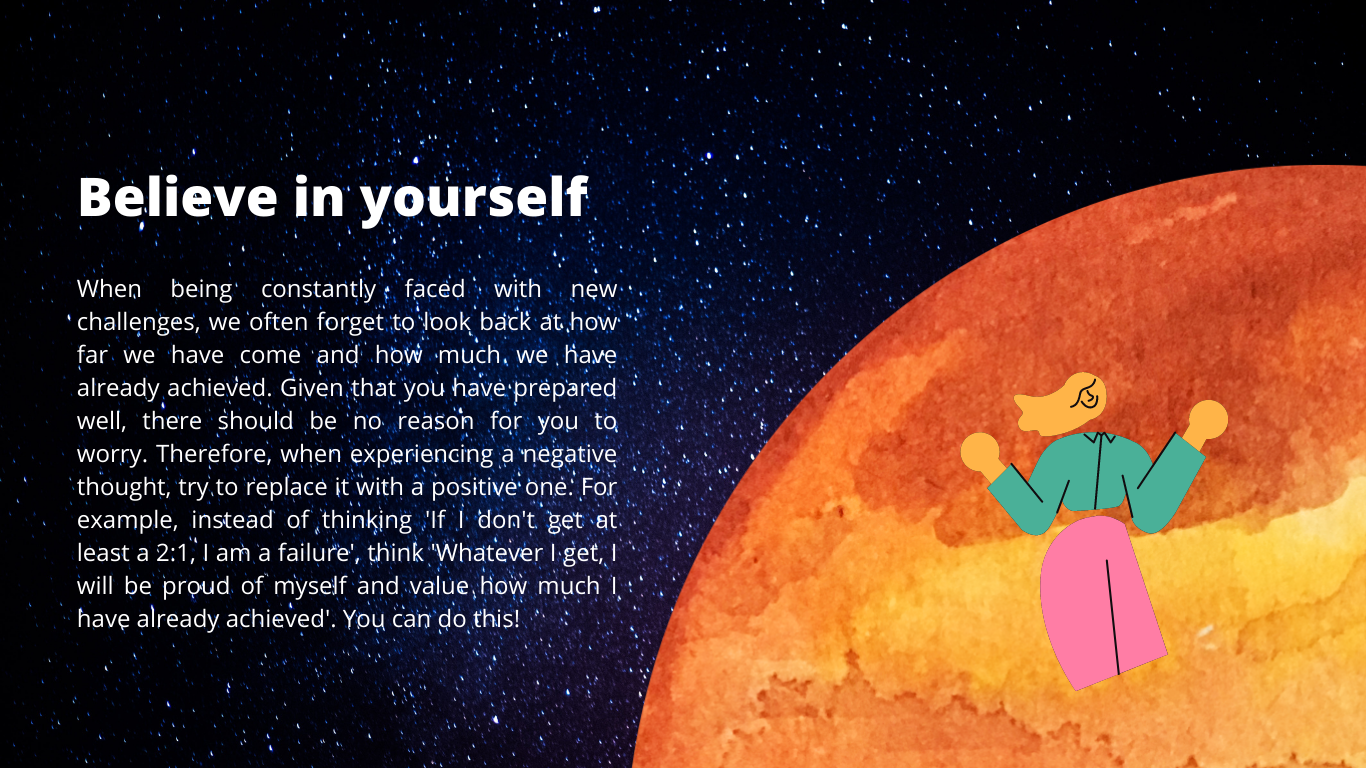 Believe in yourself
When being constantly faced with new
challenges, we often forget to look back at how
far we have come and how much we have
already achieved. Given that you have prepared
well, there should be no reason for you to
worry. Therefore, when experiencing a negative
thought, try to replace it with a positive one. For
example, instead of thinking 'If I don't get at
least a 2:1, I am a failure', think 'Whatever I get, I
will be proud of myself and value how much I
have already achieved'. You can do this!